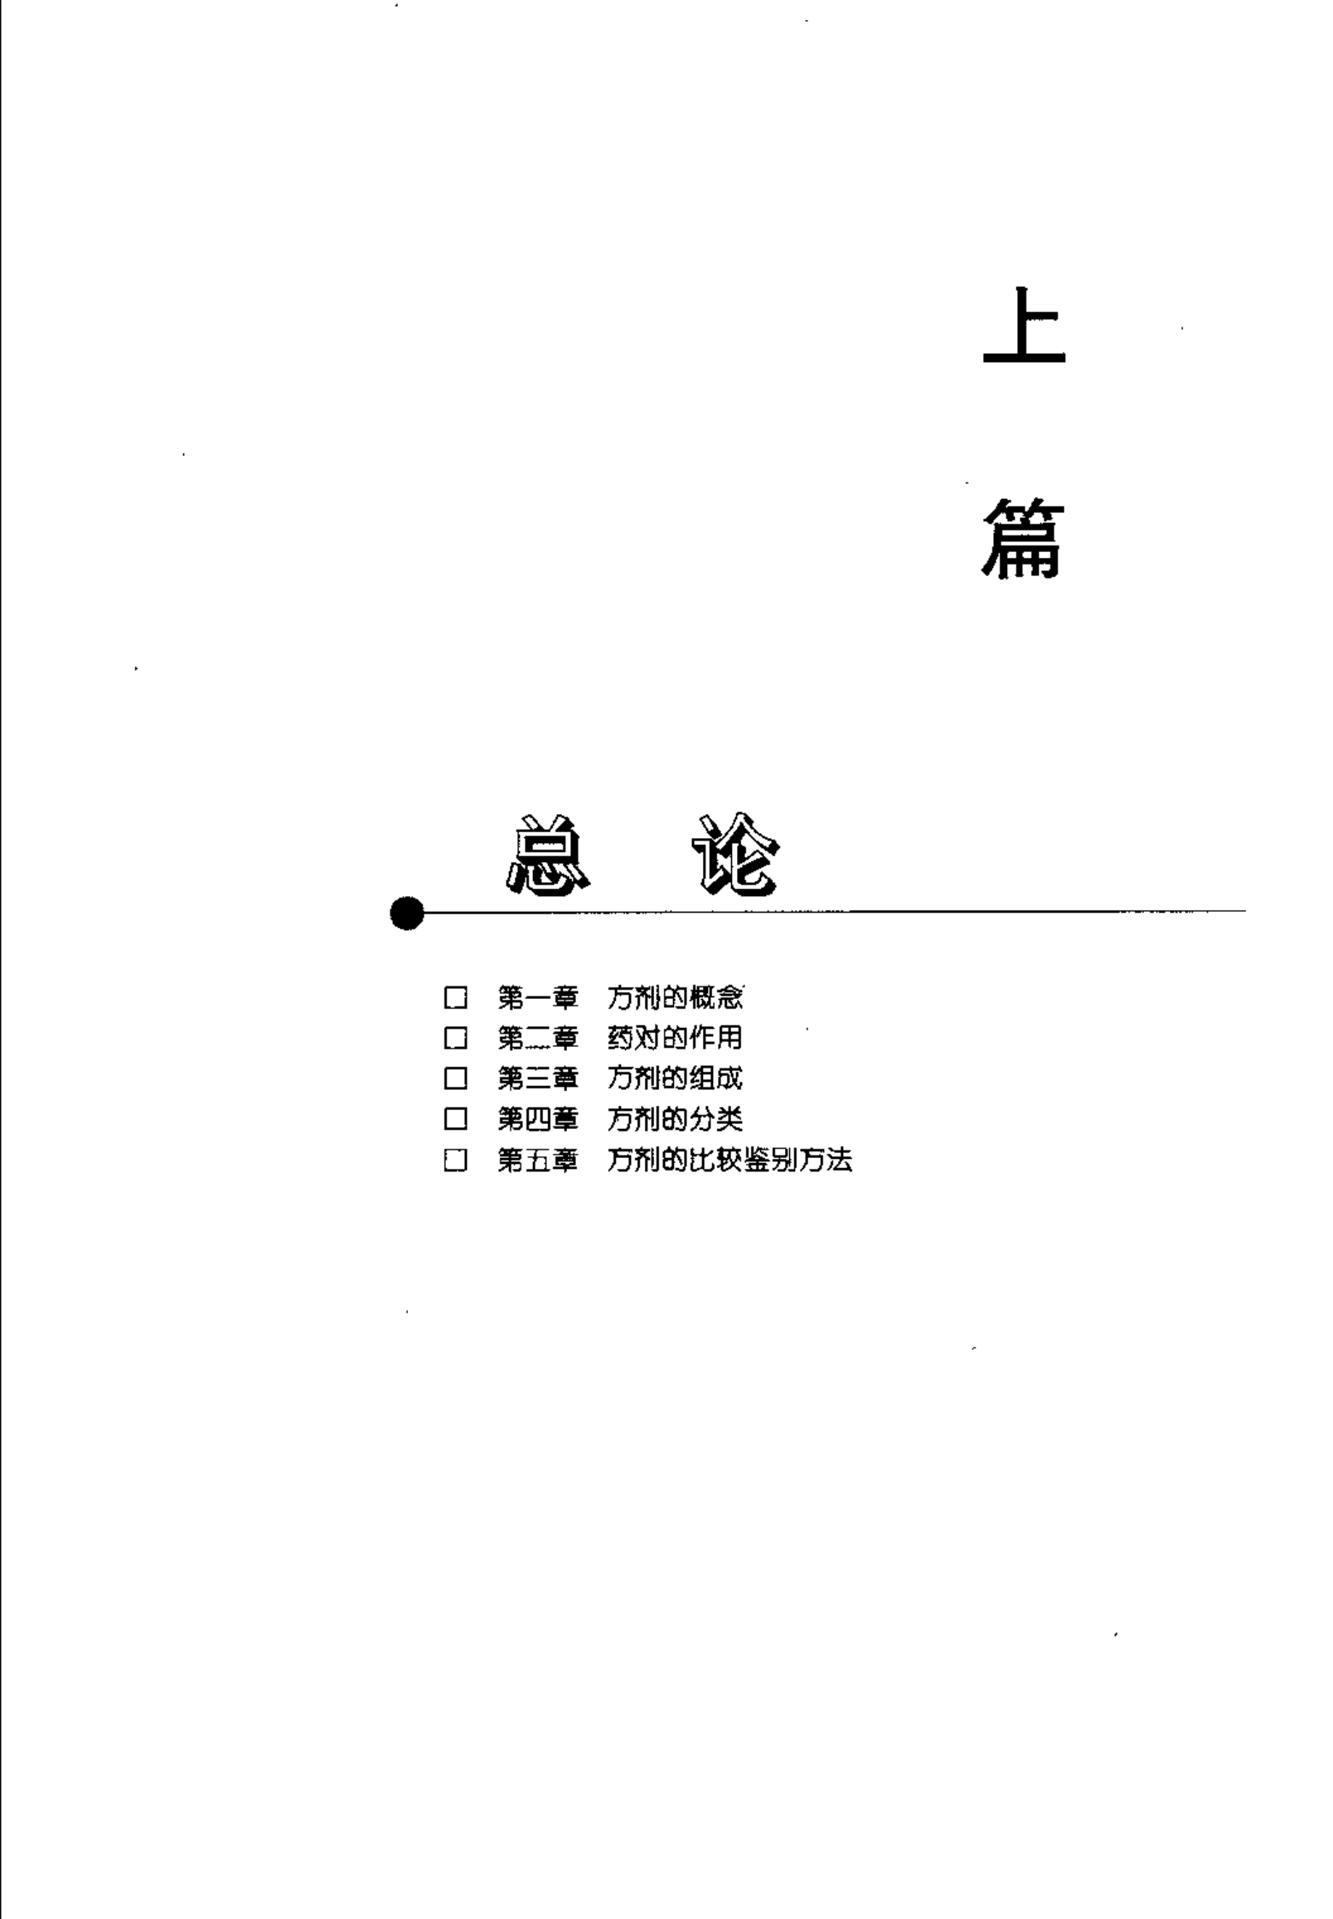 上
篇
总 论
□ 第一章 方剂的概念
□ 第二章 药对的作用
□ 第三章 方剂的组成
□ 第四章 方剂的分类
□ 第五章 方剂的比较鉴别方法